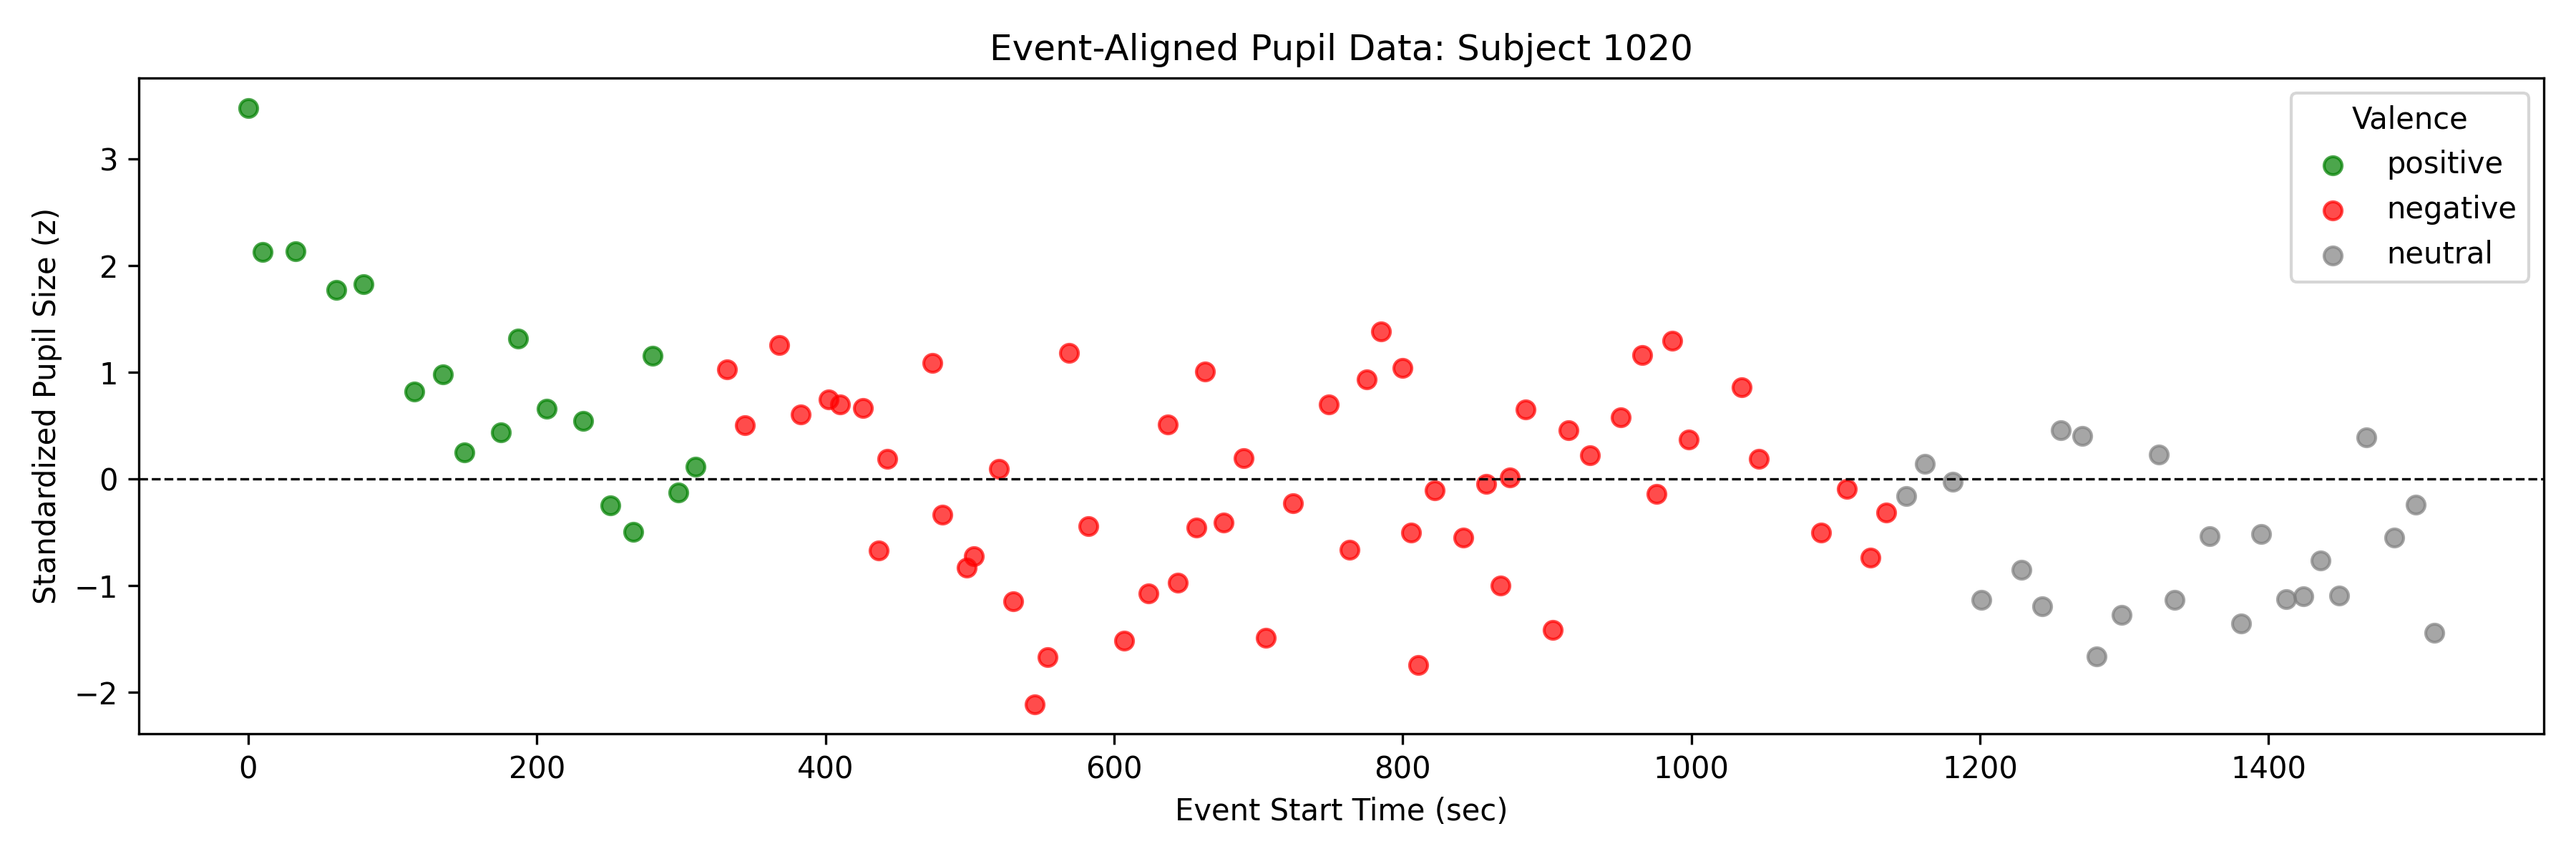 Event-Aligned Pupil Data: Subject 1020
Standardized Pupil Size (z)
3
2
1
0
−1
−2
Valence
positive
negative
neutral
0 200 400 600 800 1000 1200 1400
Event Start Time (sec)